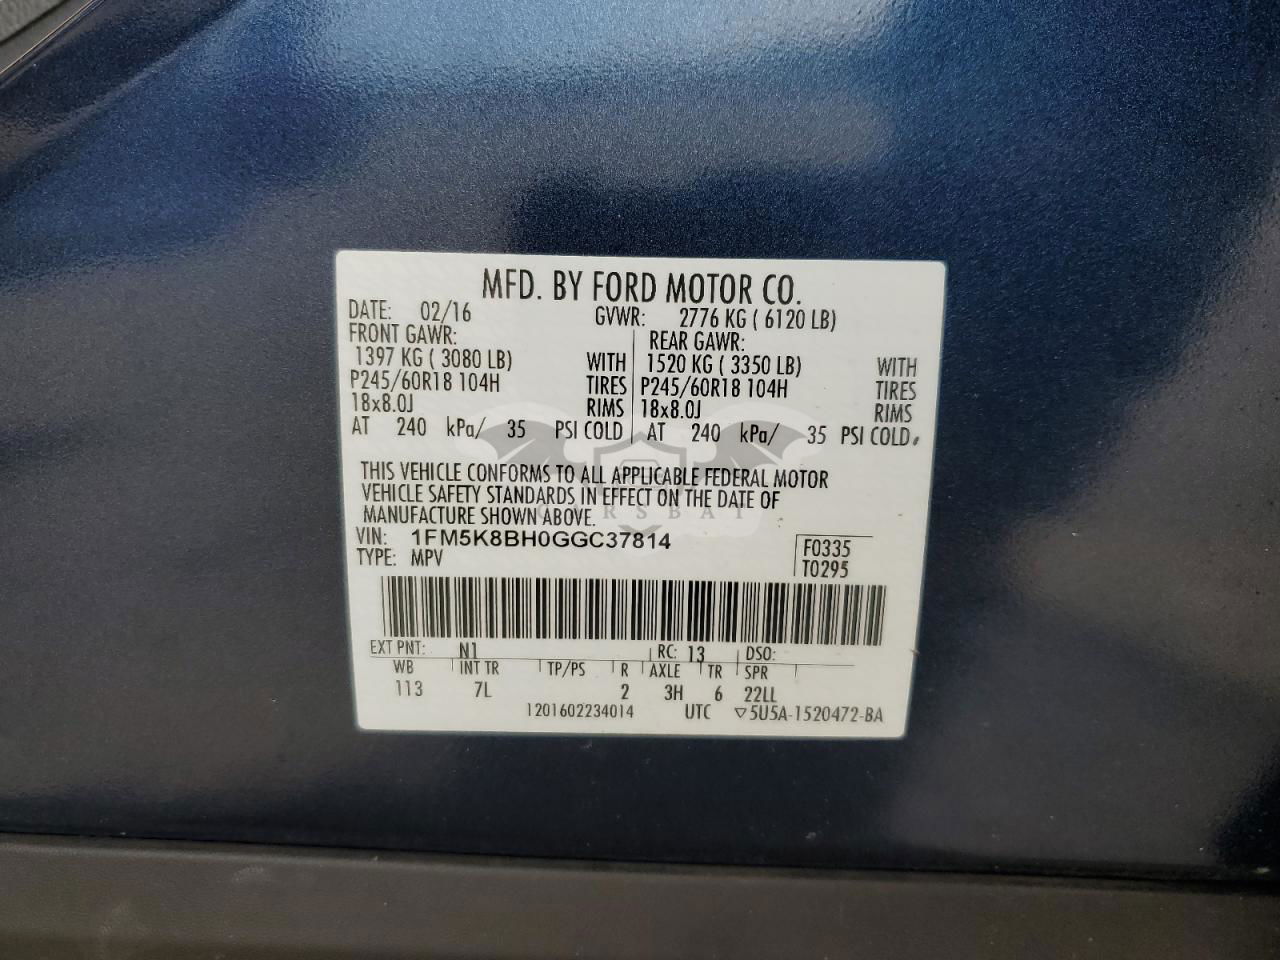 MFD. BY FORD MOTOR CO.
DATE: 02/16 GVWR: 2776 KG ( 6120 LB)
FRONT GAWR: REAR GAWR:
1397 KG ( 3080 LB) WITH 1520 KG ( 3350 LB) WITH
P245/60R18 104H TIRES P245/60R18 104H TIRES
18x8.0J RIMS 18x8.0J RIMS
AT 240 kPa/ 35 PSI COLD AT 240 kPa/ 35 PSI COLD
THIS VEHICLE CONFORMS TO ALL APPLICABLE FEDERAL MOTOR
VEHICLE SAFETY STANDARDS IN EFFECT ON THE DATE OF
MANUFACTURE SHOWN ABOVE.
CARSBAT
VIN: 1FM5K8BH0GGC37814
TYPE: MPV
F0335
T0295
EXT PNT: N1 RC: 13 DSO:
WB INT TR TP/PS R AXLE TR SPR
113 7L 2 3H 6 22LL
1201602234014 UTC ▽5U5A-1520472-BA